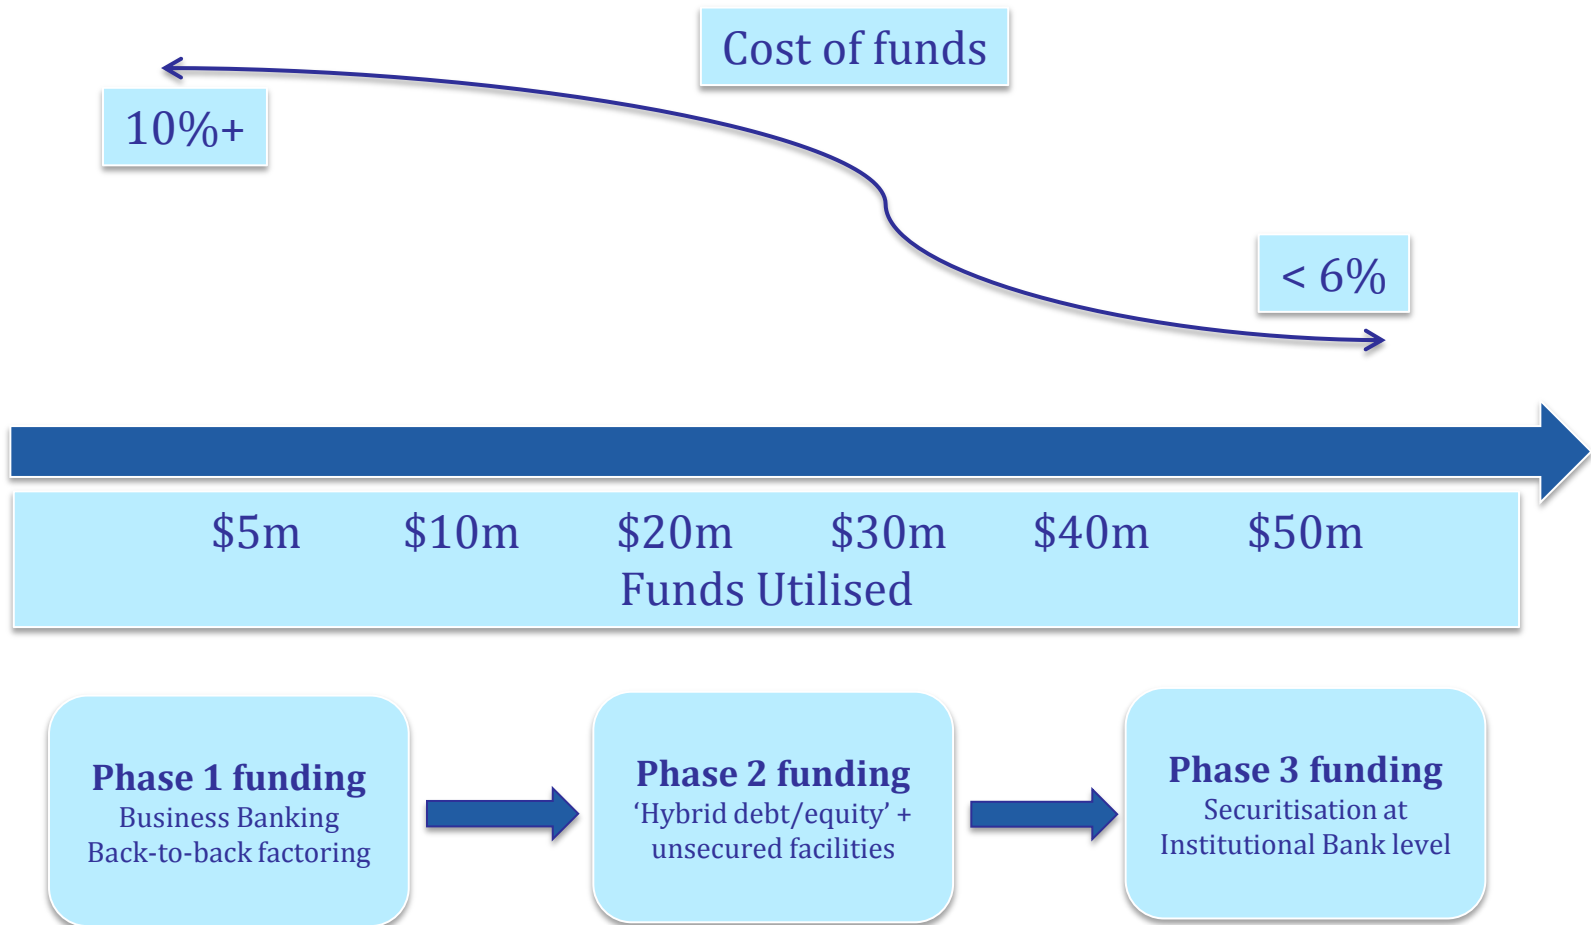 Cost of funds
10%+
< 6%
$5m $10m $20m $30m $40m $50m
Funds Utilised
Phase 1 funding
Business Banking
Back-to-back factoring
Phase 2 funding
‘Hybrid debt/equity’ +
unsecured facilities
Phase 3 funding
Securitisation at
Institutional Bank level